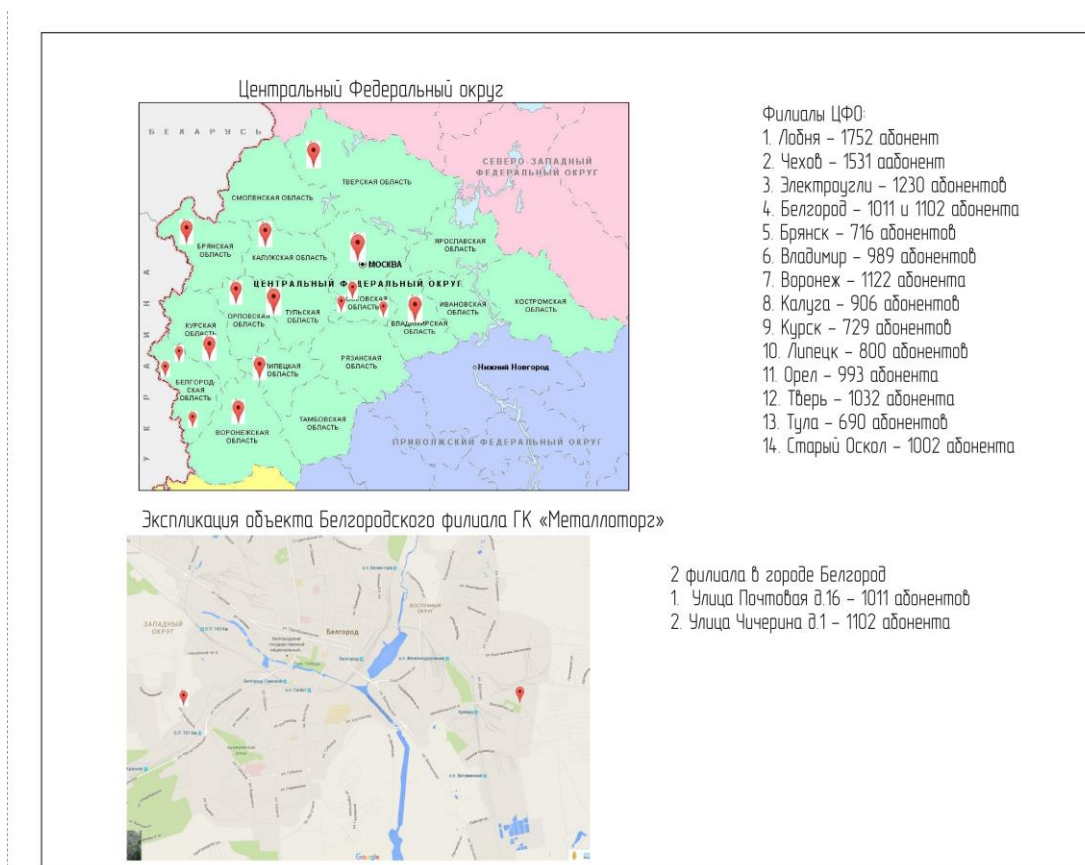 Центральный Федеральный округ
БЕЛАРУСЬ
СЕВЕРО-ЗАПАДНЫЙ
ФЕДЕРАЛЬНЫЙ ОКРУГ
ТВЕРСКАЯ ОБЛАСТЬ
СМОЛЕНСКАЯ ОБЛАСТЬ
БРЯНСКАЯ
ОБЛАСТЬ
КАЛУЖСКАЯ ОБЛАСТЬ
МОСКВА
ЯРОСЛАВСКАЯ
ОБЛАСТЬ
ЦЕНТРАЛЬНЫЙ ФЕДЕРАЛЬНЫЙ ОКРУГ
ОРЛОВСКАЯ
ОБЛАСТЬ
ТУЛЬСКАЯ
ОБЛАСТЬ
ОБЛАСТЬ
ВЛАДИМИРСКАЯ
ОБЛАСТЬ
ИВАНОВСКАЯ
ОБЛАСТЬ
КОСТРОМСКАЯ
ОБЛАСТЬ
КУРСКАЯ
ОБЛАСТЬ
ЛИПЕЦКАЯ
ОБЛАСТЬ
РЯЗАНСКАЯ
ОБЛАСТЬ
Нижний Новгород
БЕЛГОРОД-
СКАЯ
ОБЛАСТЬ
ВОРОНЕЖСКАЯ
ОБЛАСТЬ
ТАМБОВСКАЯ
ОБЛАСТЬ
ПРИВОЛЖСКИЙ ФЕДЕРАЛЬНЫЙ ОКРУГ
УКРАИНА
Филиалы ЦФО:
1. Лобня – 1752 абонент
2. Чехов – 1531 аабонент
3. Электроугли – 1230 абонентов
4. Белгород – 1011 и 1102 абонента
5. Брянск – 716 абонентов
6. Владимир – 989 абонентов
7. Воронеж – 1122 абонента
8. Калуга – 906 абонентов
9. Курск – 729 абонентов
10. Липецк – 800 абонентов
11. Орел – 993 абонента
12. Тверь – 1032 абонента
13. Тула – 690 абонентов
14. Старый Оскол – 1002 абонента
Экспликация объекта Белгородского филиала ГК «Металлоторг»
ЗАПАДНЫЙ
ОКРУГ
ВОСТОЧНЫЙ
ОКРУГ
Белгород
Белгородский
государственный
национальный...
Белгород
Google
2 филиала в городе Белгород
1. Улица Почтовая д.16 – 1011 абонентов
2. Улица Чичерина д.1 – 1102 абонента